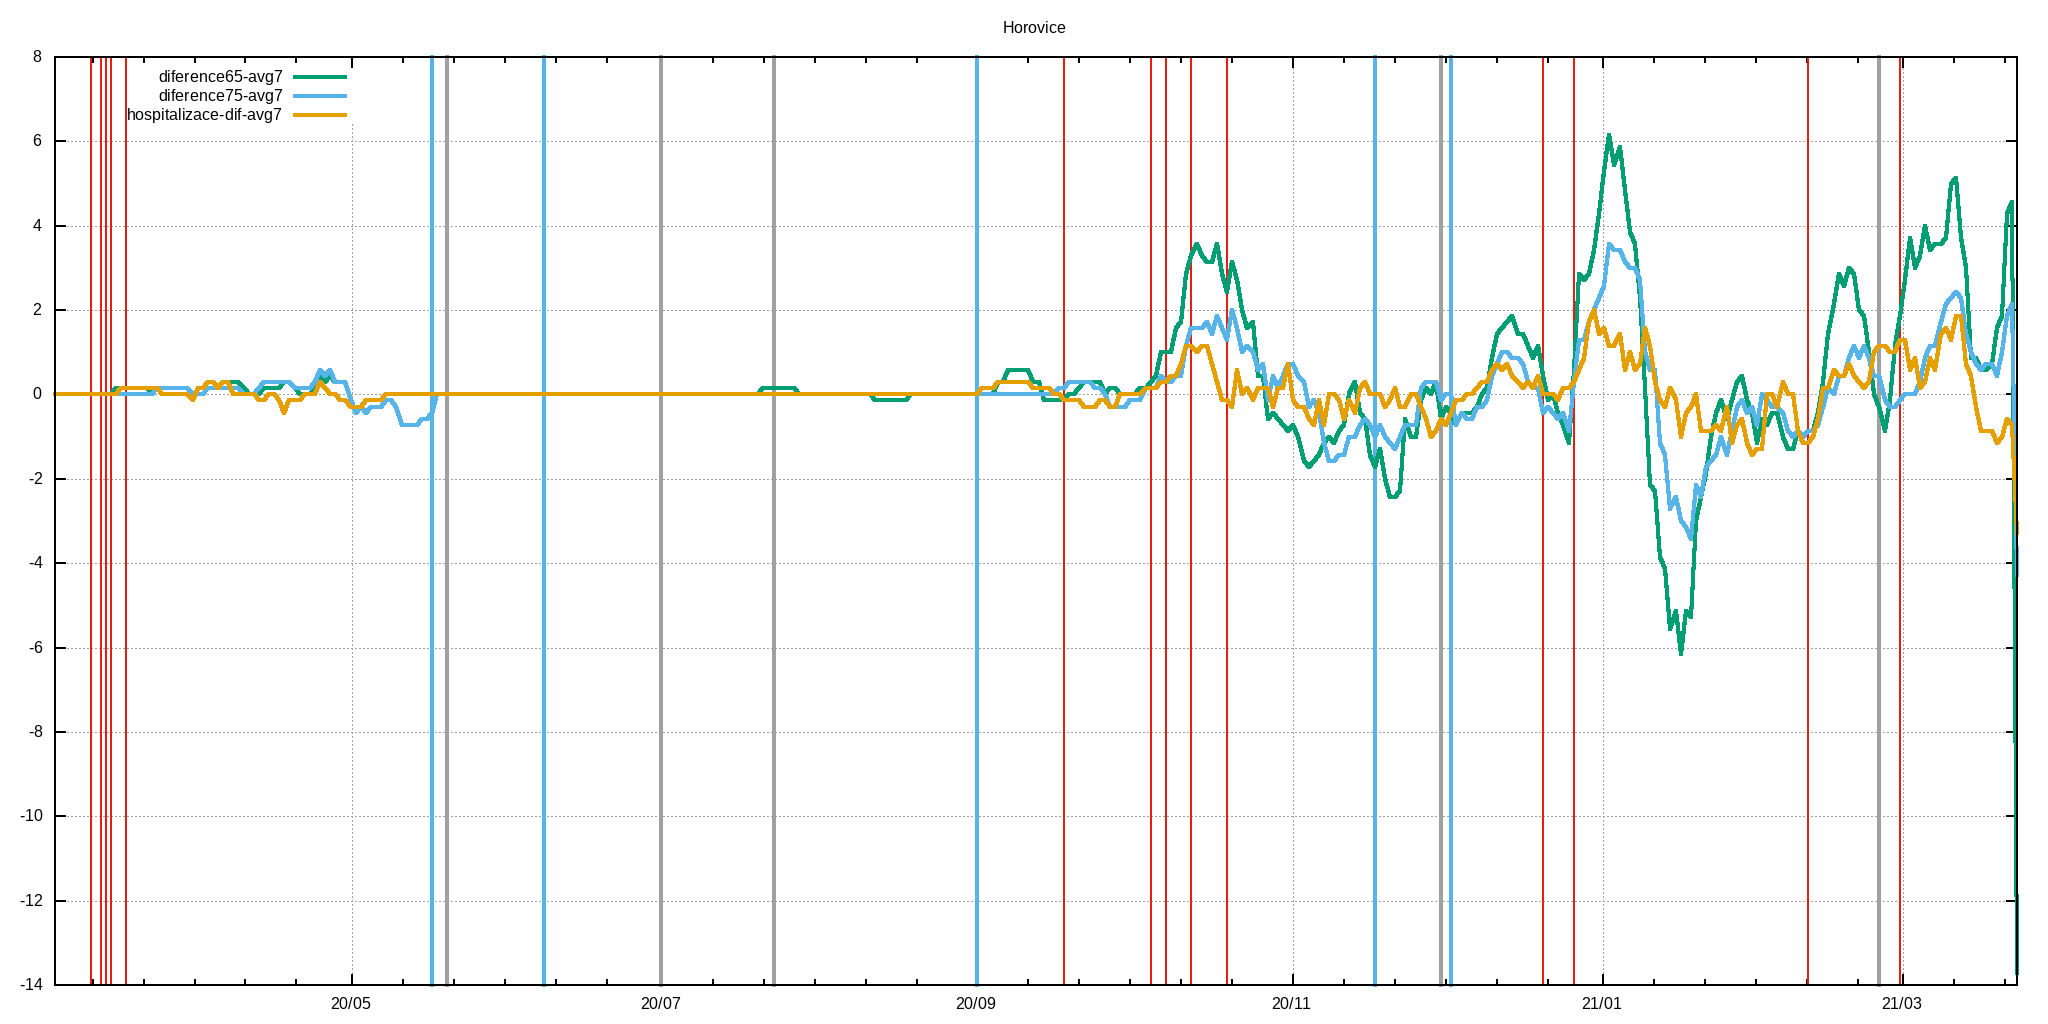 Horovice
diference65-avg7
diference75-avg7
hospitalizace-dif-avg7
8
6
4
2
0
-2
-4
-6
-8
-10
-12
-14
20/05 20/07 20/09 20/11 21/01 21/03